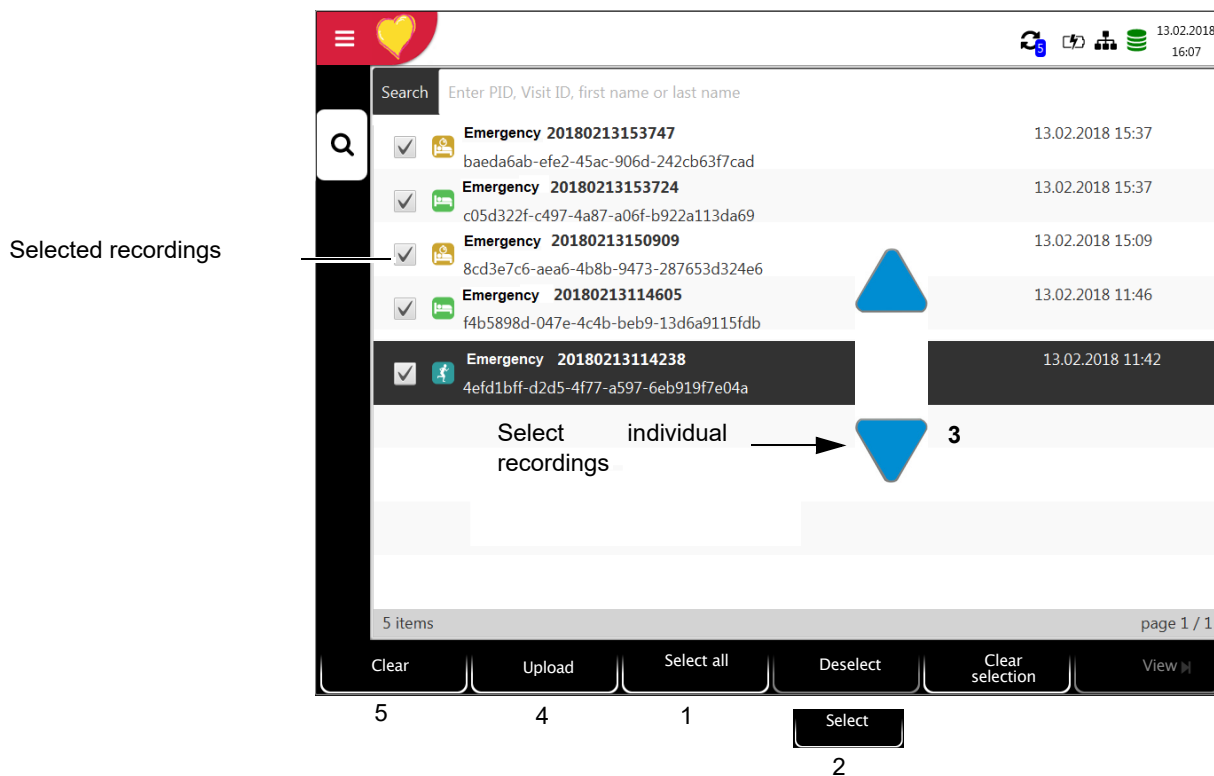 13.02.2018
16:07
5
Search Enter PID, Visit ID, first name or last name
Emergency 20180213153747 13.02.2018 15:37
baeda6ab-efe2-45ac-906d-242cb63f7cad
Emergency 20180213153724 13.02.2018 15:37
c05d322f-c497-4a87-a06f-b922a113da69
Selected recordings
Emergency 20180213150909 13.02.2018 15:09
8cd3e7c6-aea6-4b8b-9473-287653d324e6
Emergency 20180213114605 13.02.2018 11:46
f4b5898d-047e-4c4b-beb9-13d6a9115fdb
Emergency 20180213114238 13.02.2018 11:42
4efd1bff-d2d5-4f77-a597-6eb919f7e04a
Select individual
recordings
3
5 items page 1 / 1
Clear Upload Select all Deselect Clear
selection View
5 4 1
Select
2